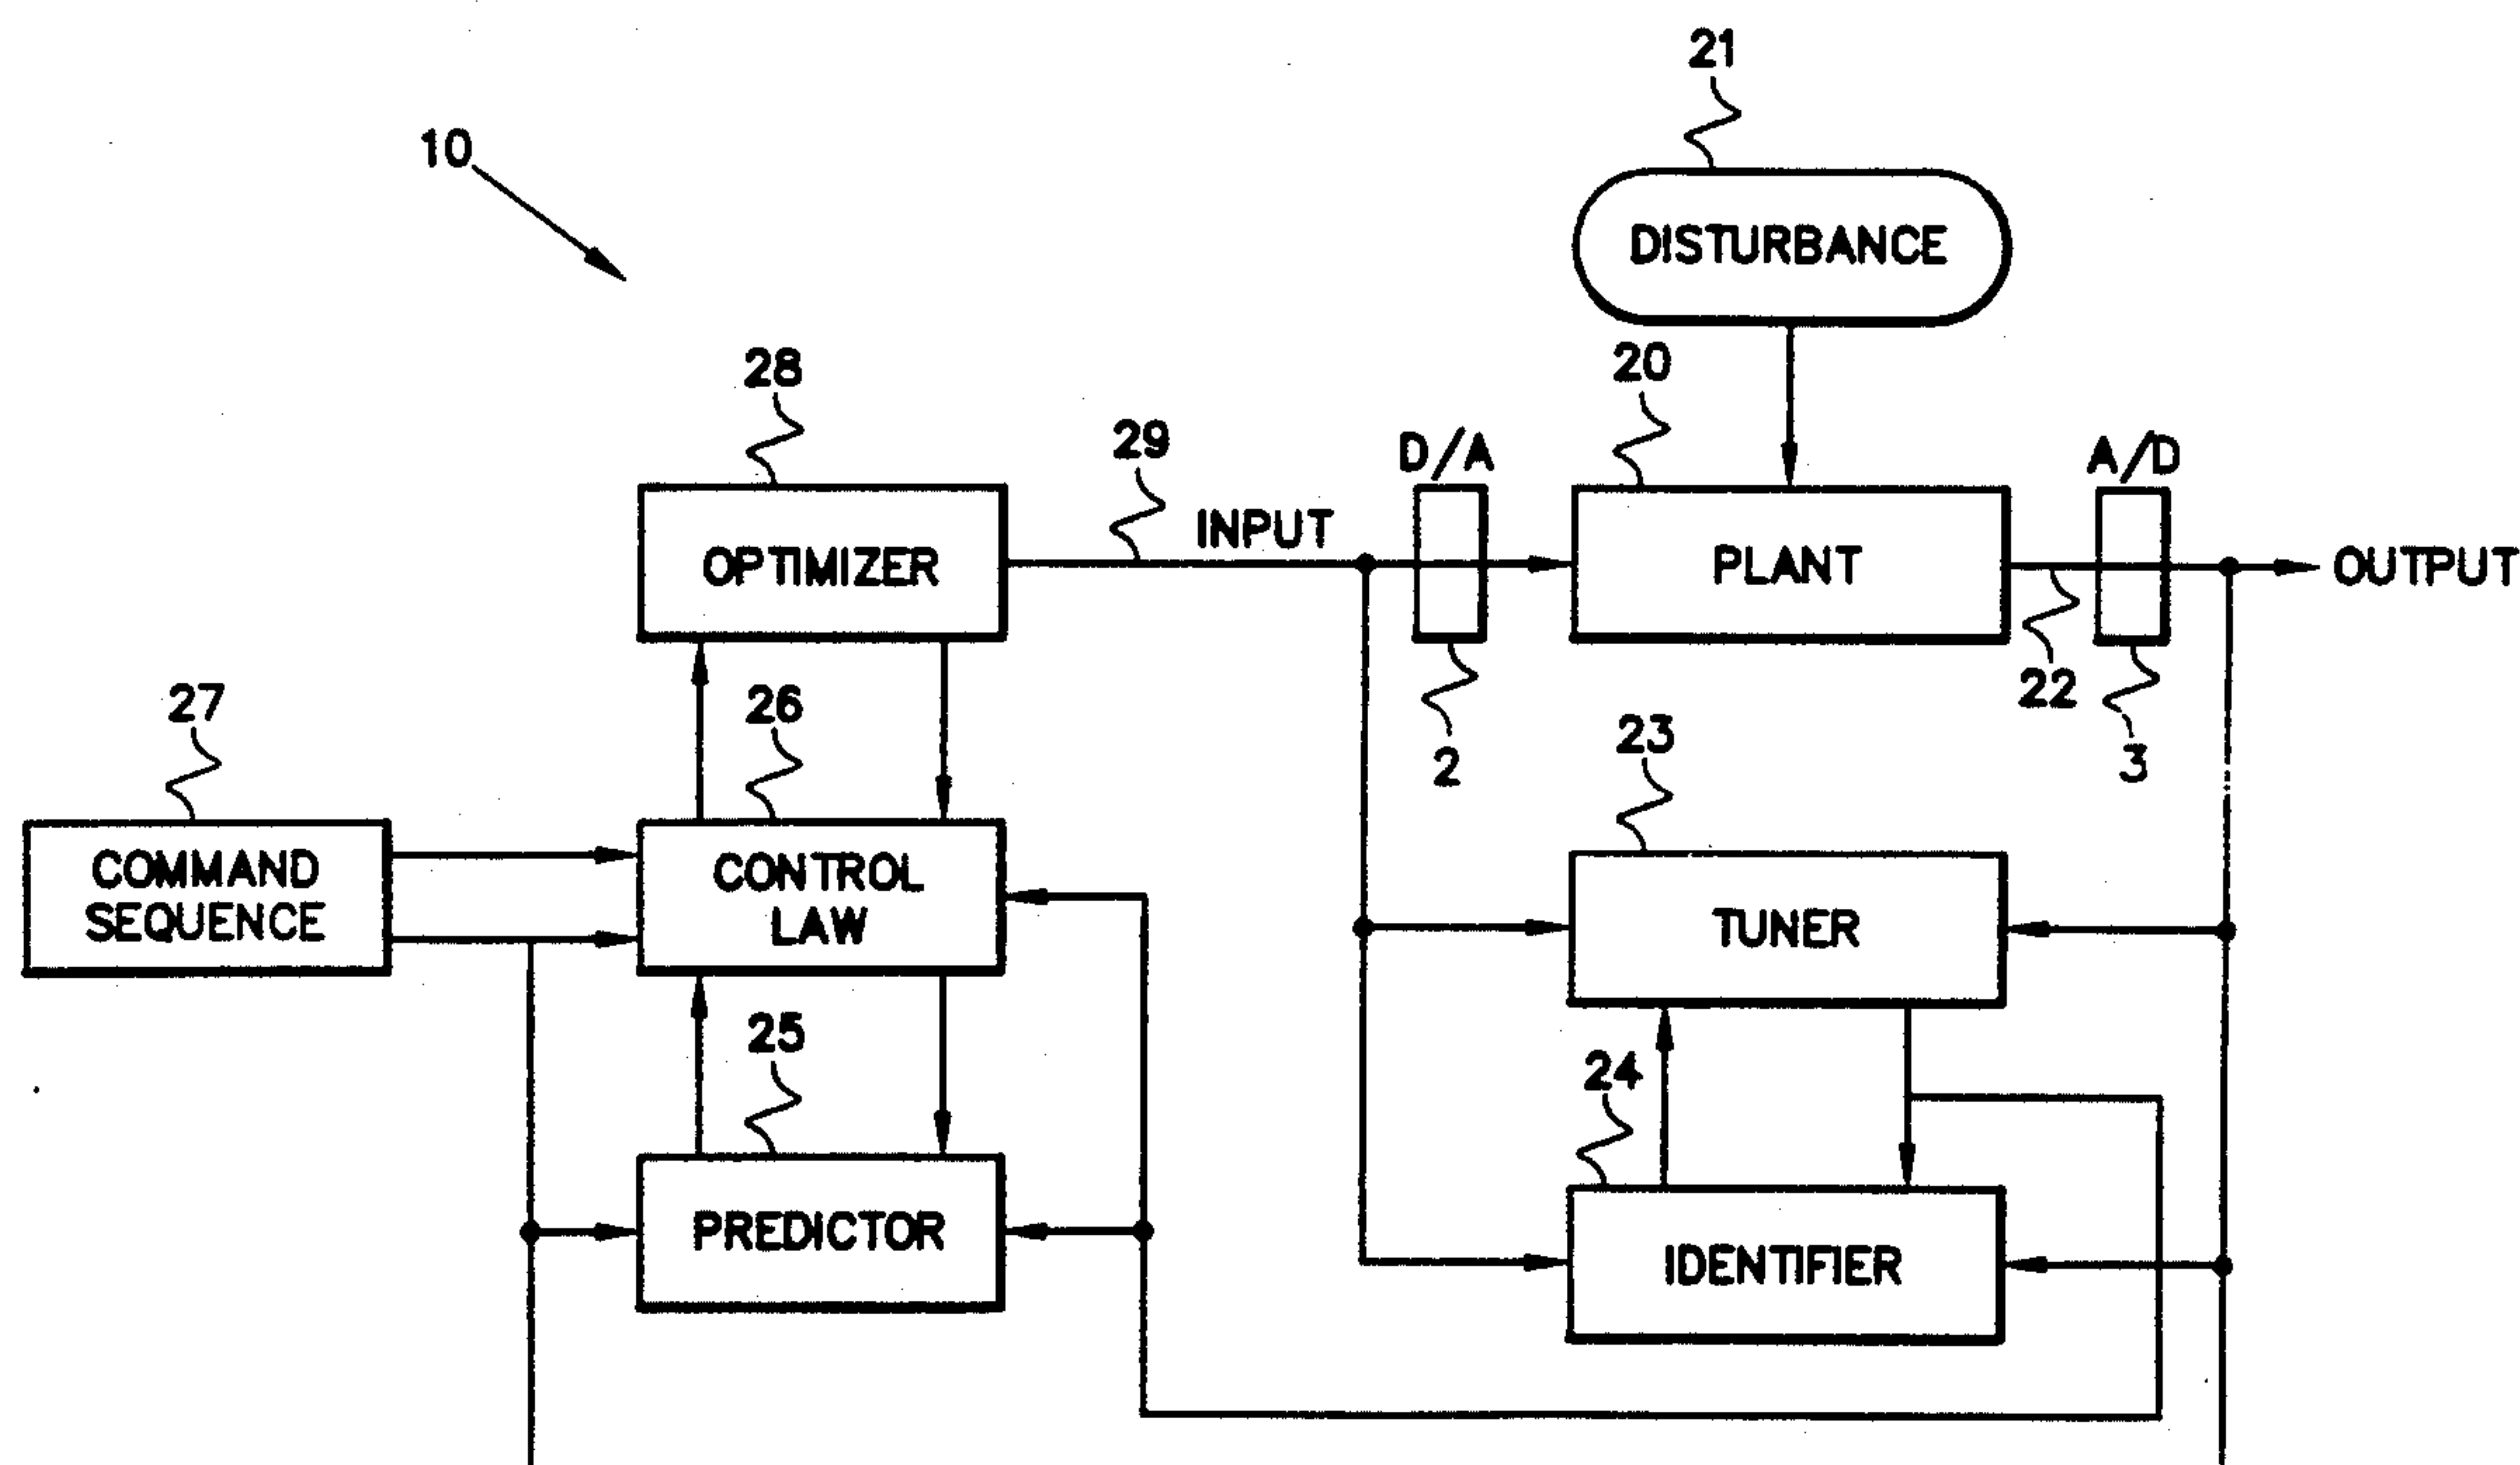 21
10
DISTURBANCE
28
20
29
D/A
A/D
INPUT
OPTIMIZER
PLANT
OUTPUT
27
26
22
23
2
3
COMMAND
SEQUENCE
CONTROL
LAW
TUNER
25
24
PREDICTOR
IDENTIFIER